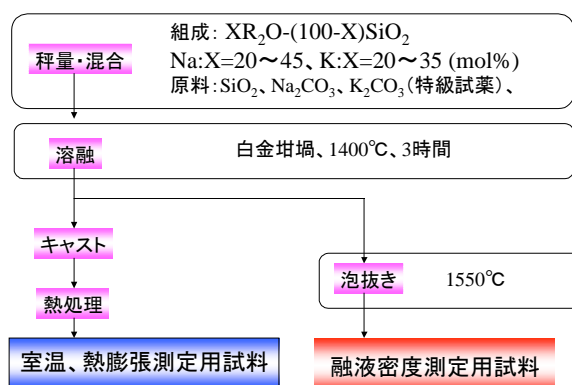 組成：XR₂O-(100-X)SiO₂
秤量・混合
Na:X=20～45、K:X=20～35 (mol%)
原料：SiO₂、Na₂CO₃、K₂CO₃(特級試薬)、
溶融
白金坩堝、1400℃、3時間
キャスト
泡抜き
1550℃
熱処理
室温、熱膨張測定用試料
融液密度測定用試料